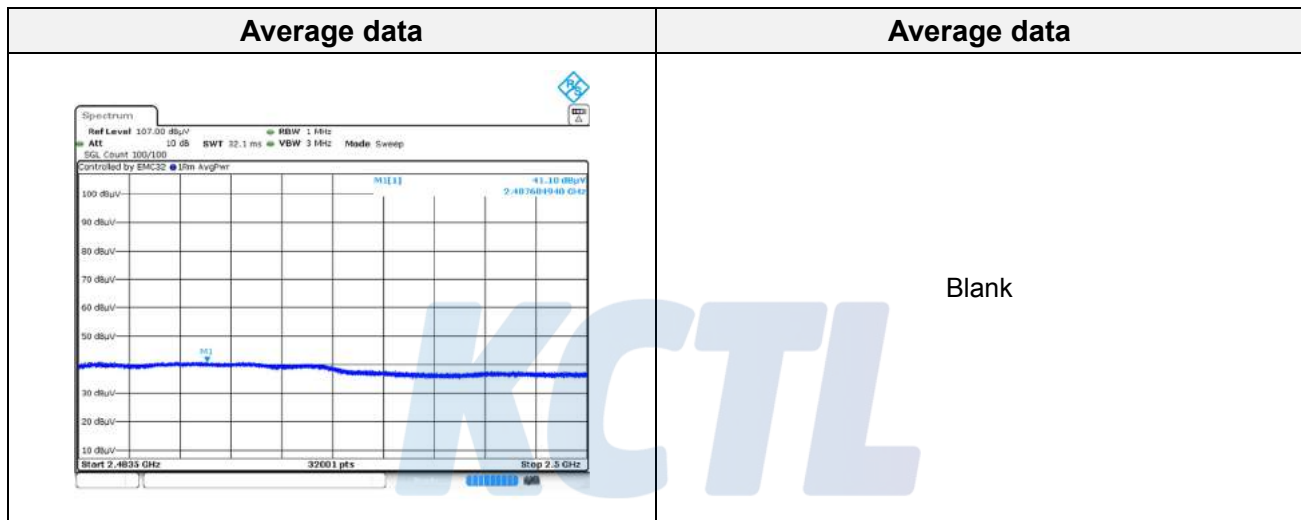 Average data
Average data
R&S
Spectrum
Ref Level 107.00 dBµV RBW 1 MHz
Att 10 dB SWT 32.1 ms VBW 3 MHz Mode Sweep
SGL Count 100/100
Controlled by EMC32 1Rm AvgPwr
M1[1] 41.10 dBµV
2.487604940 GHz
100 dBµV
90 dBµV
80 dBµV
70 dBµV
60 dBµV
50 dBµV
M1
30 dBµV
20 dBµV
10 dBµV
Start 2.4835 GHz 32001 pts Stop 2.5 GHz
Blank
KCTL